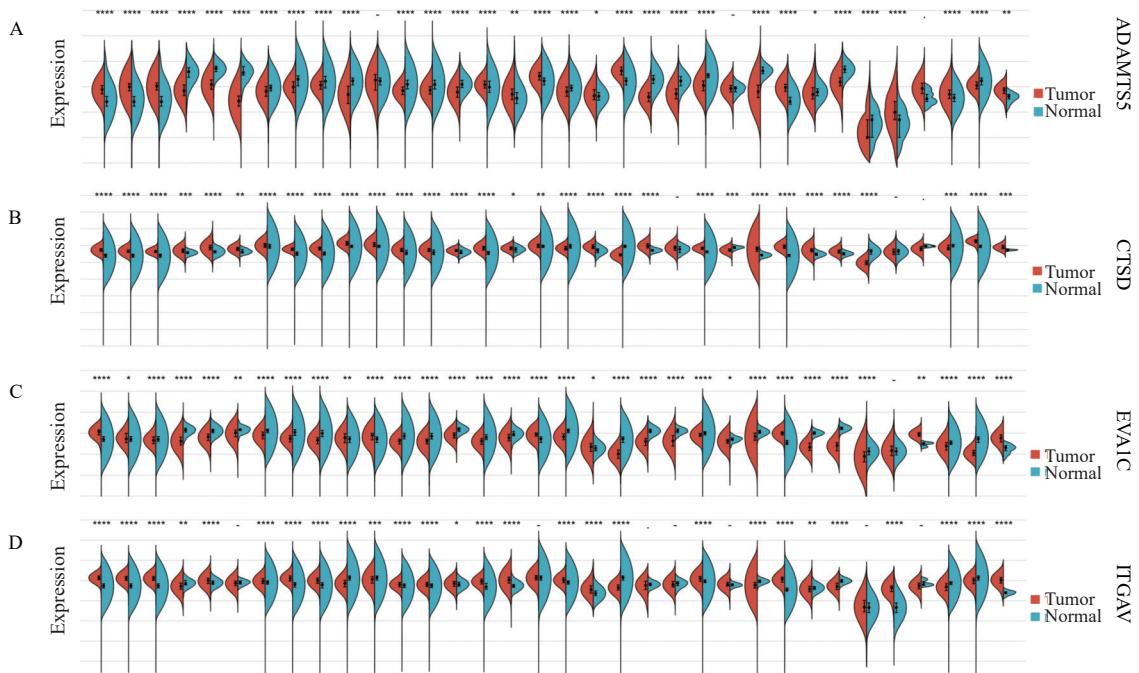 A
**** **** **** **** **** **** **** **** **** **** - **** **** **** **** ** **** **** * **** **** **** **** - **** **** * **** **** **** - **** **** **
Expression
ADAMTS5
Tumor
Normal
B
**** **** **** *** **** ** **** **** **** **** **** **** **** **** **** * ** **** **** **** **** - **** *** **** **** **** **** **** - - *** **** ***
Expression
CTSD
Tumor
Normal
C
**** * **** **** **** ** **** **** **** ** **** **** **** **** **** **** **** **** * **** **** **** **** * **** **** **** **** **** - ** **** **** ****
Expression
EVA1C
Tumor
Normal
D
**** **** **** ** **** - **** **** **** **** *** **** **** * **** **** - **** **** **** - - **** - **** **** ** **** - **** - **** **** ****
Expression
ITGAV
Tumor
Normal